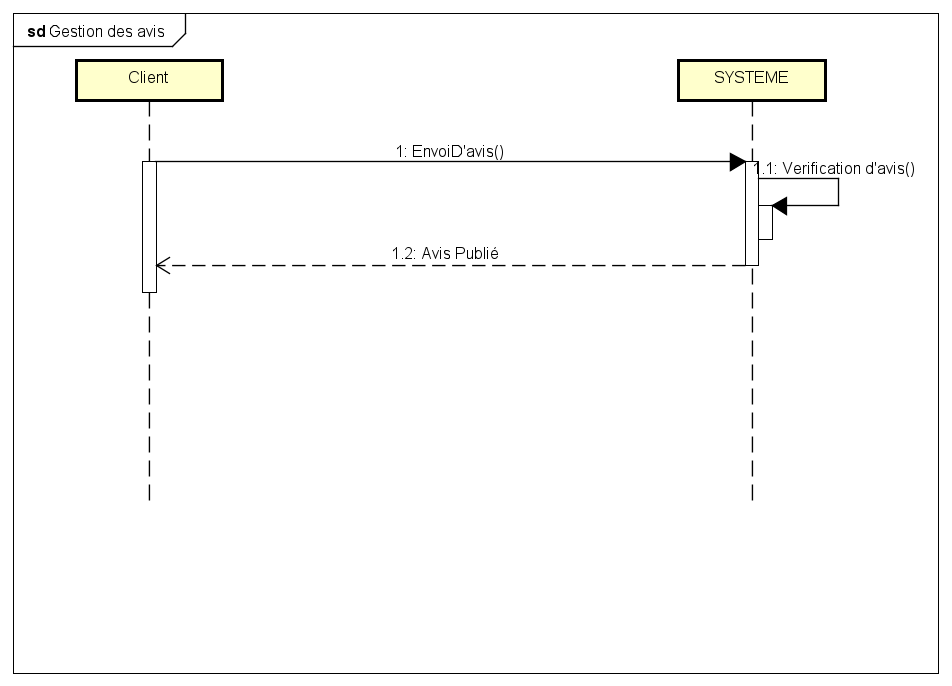 sd Gestion des avis
Client
SYSTEME
1: EnvoiD'avis()
1.1: Verification d'avis()
1.2: Avis Publié